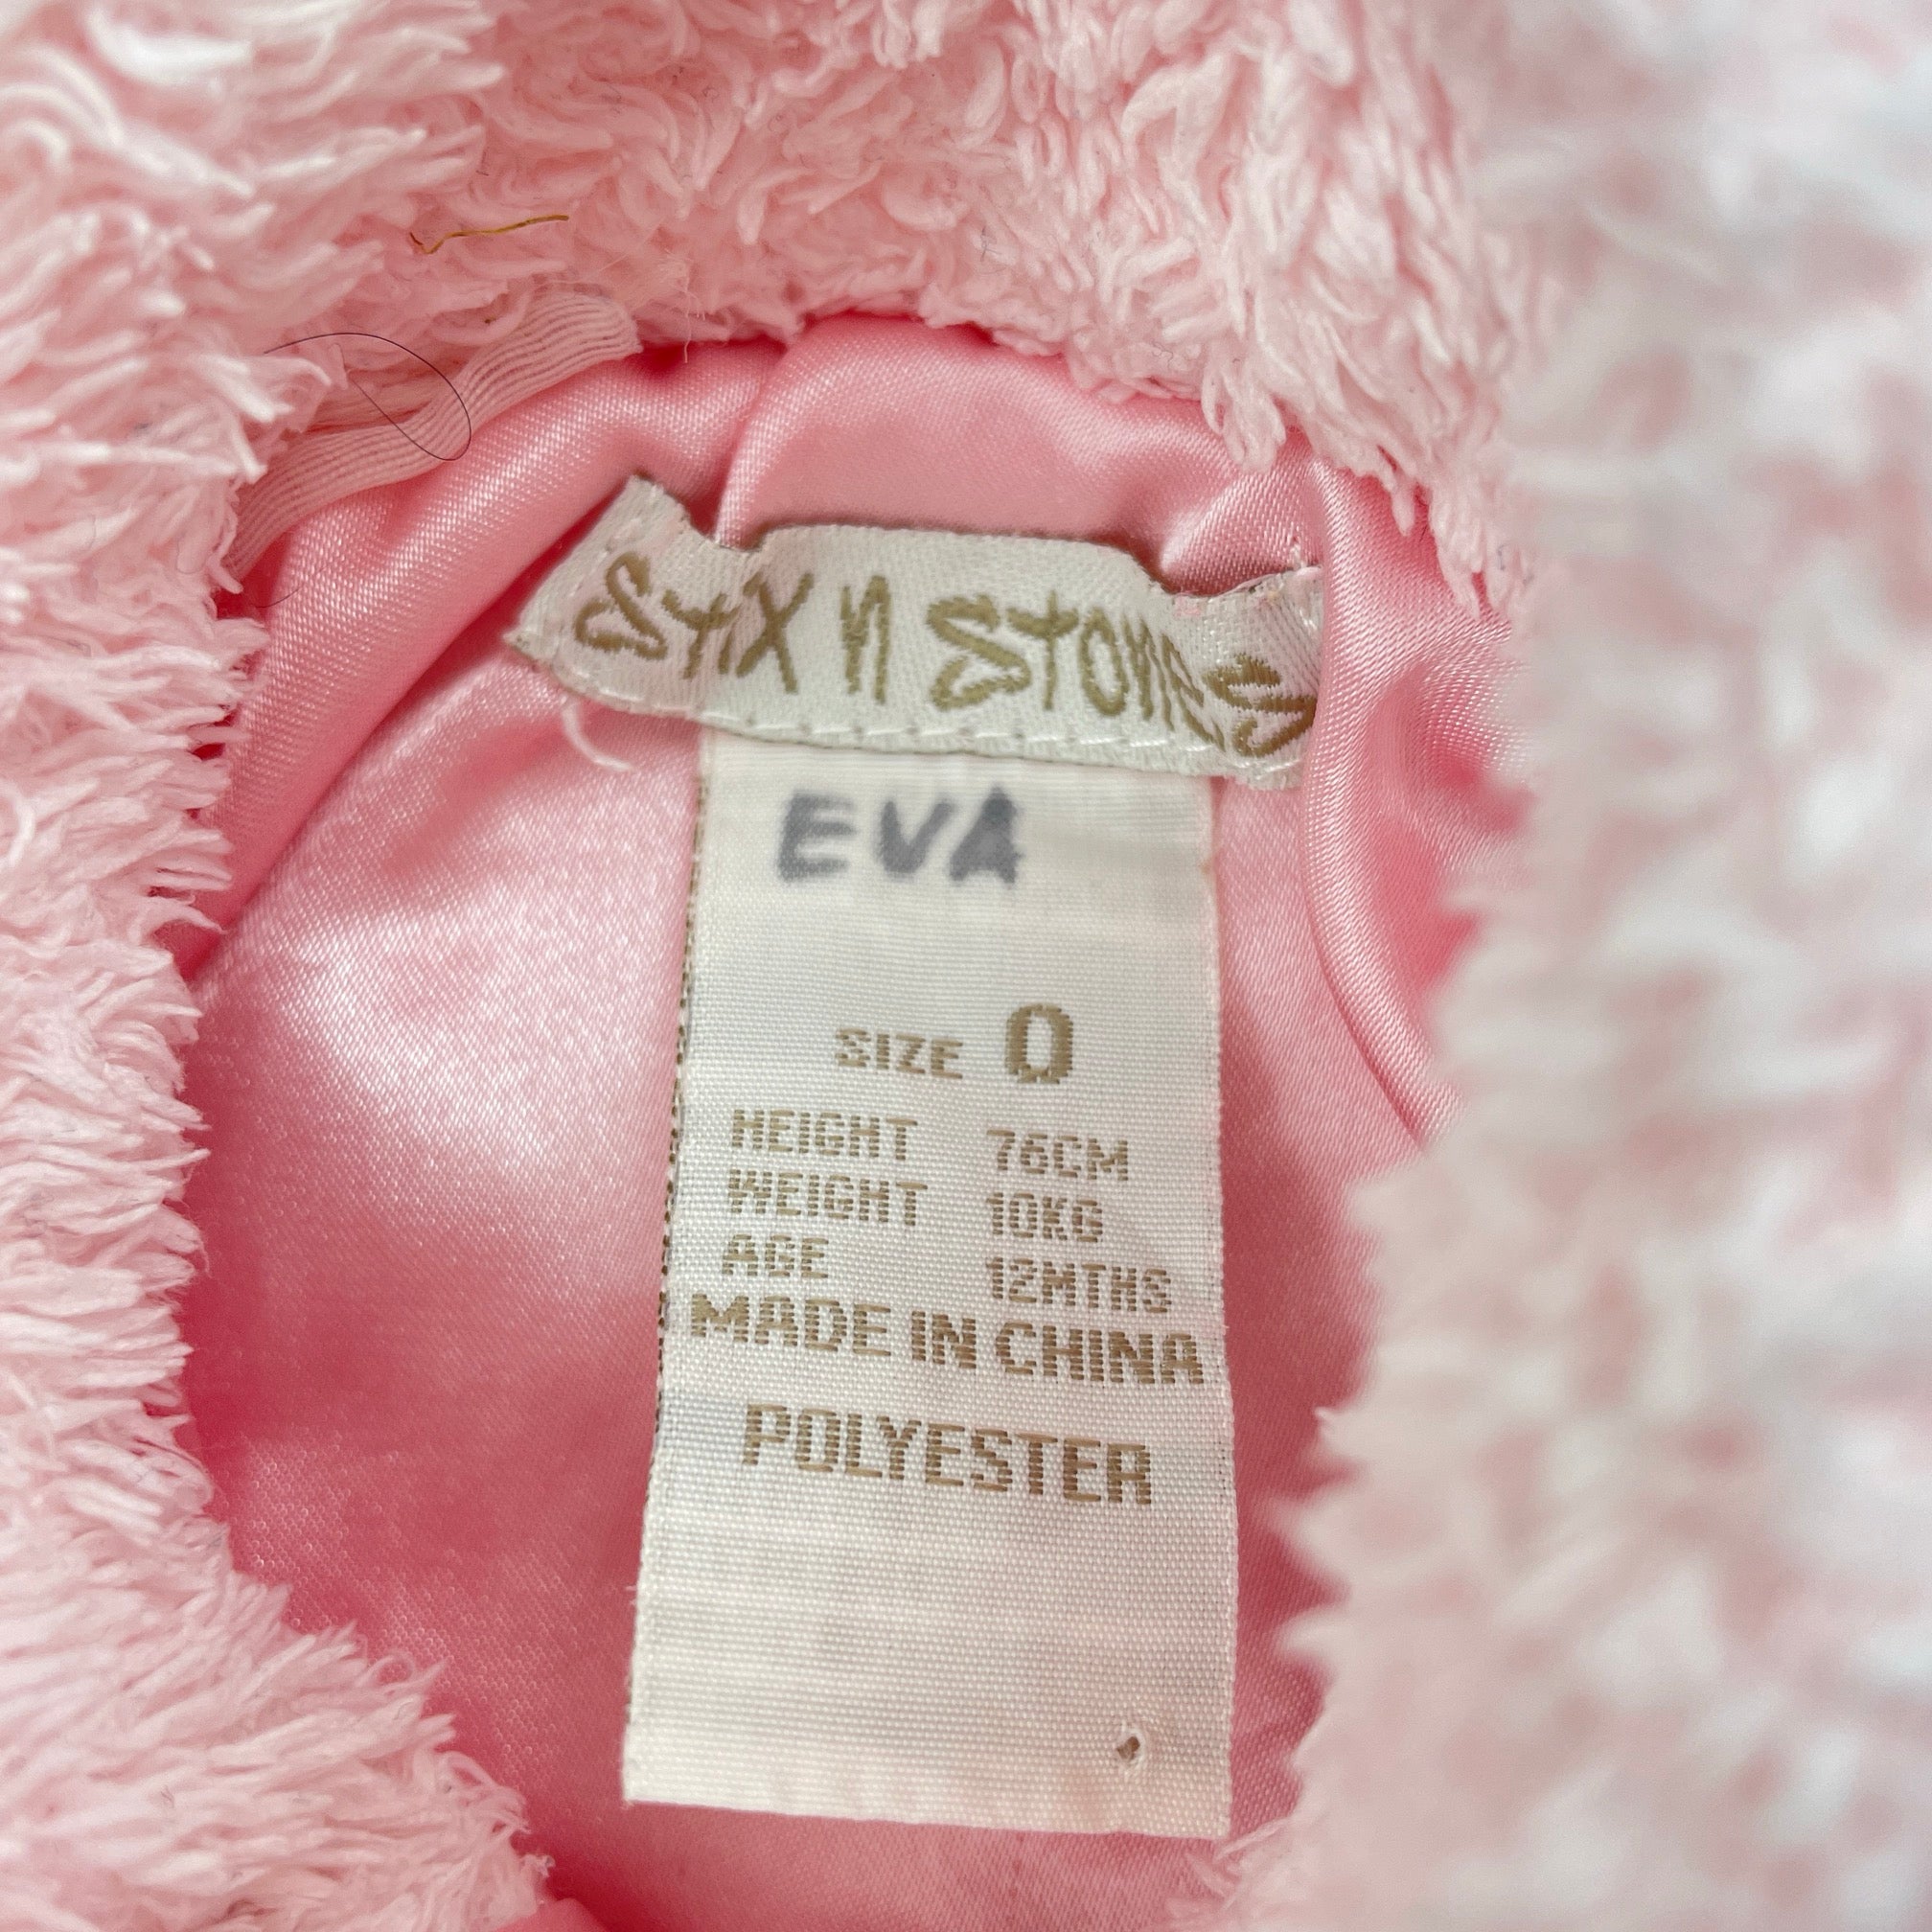 Stix n Stones
EVA
SIZE 0
HEIGHT 76CM
WEIGHT 10KG
AGE 12MTHS
MADE IN CHINA
POLYESTER